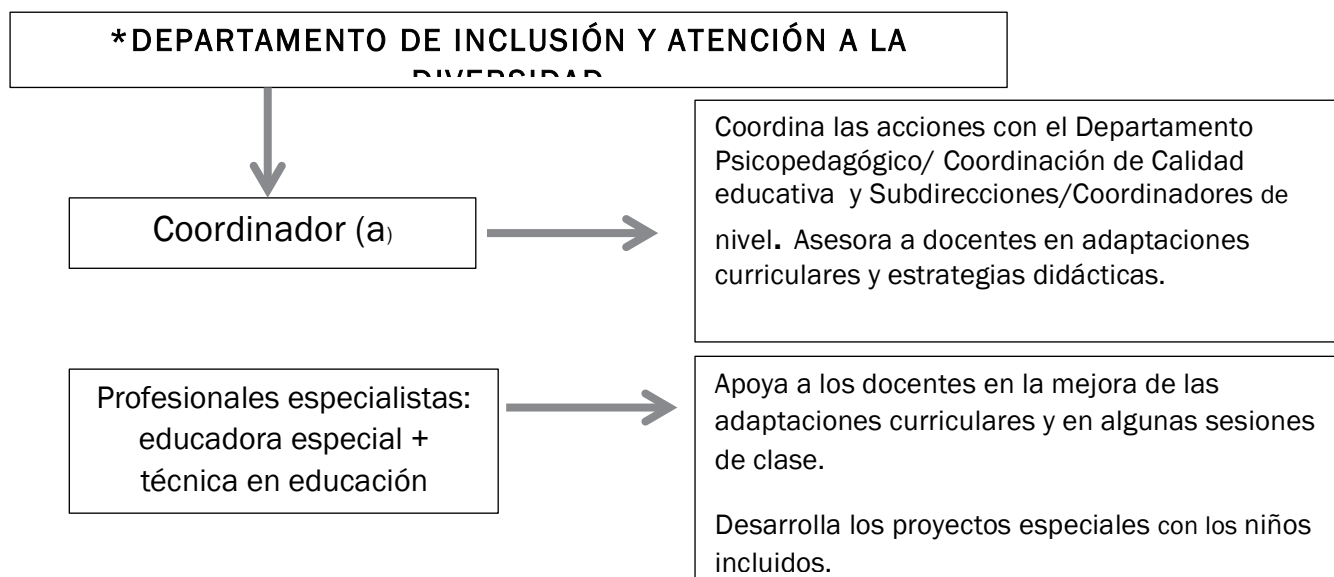 *DEPARTAMENTO DE INCLUSIÓN Y ATENCIÓN A LA
DIVERSIDAD
Coordinador (a)
Coordina las acciones con el Departamento
Psicopedagógico/ Coordinación de Calidad
educativa y Subdirecciones/Coordinadores de
nivel. Asesora a docentes en adaptaciones
curriculares y estrategias didácticas.
Profesionales especialistas:
educadora especial +
técnica en educación
Apoya a los docentes en la mejora de las
adaptaciones curriculares y en algunas sesiones
de clase.
Desarrolla los proyectos especiales con los niños
incluidos.